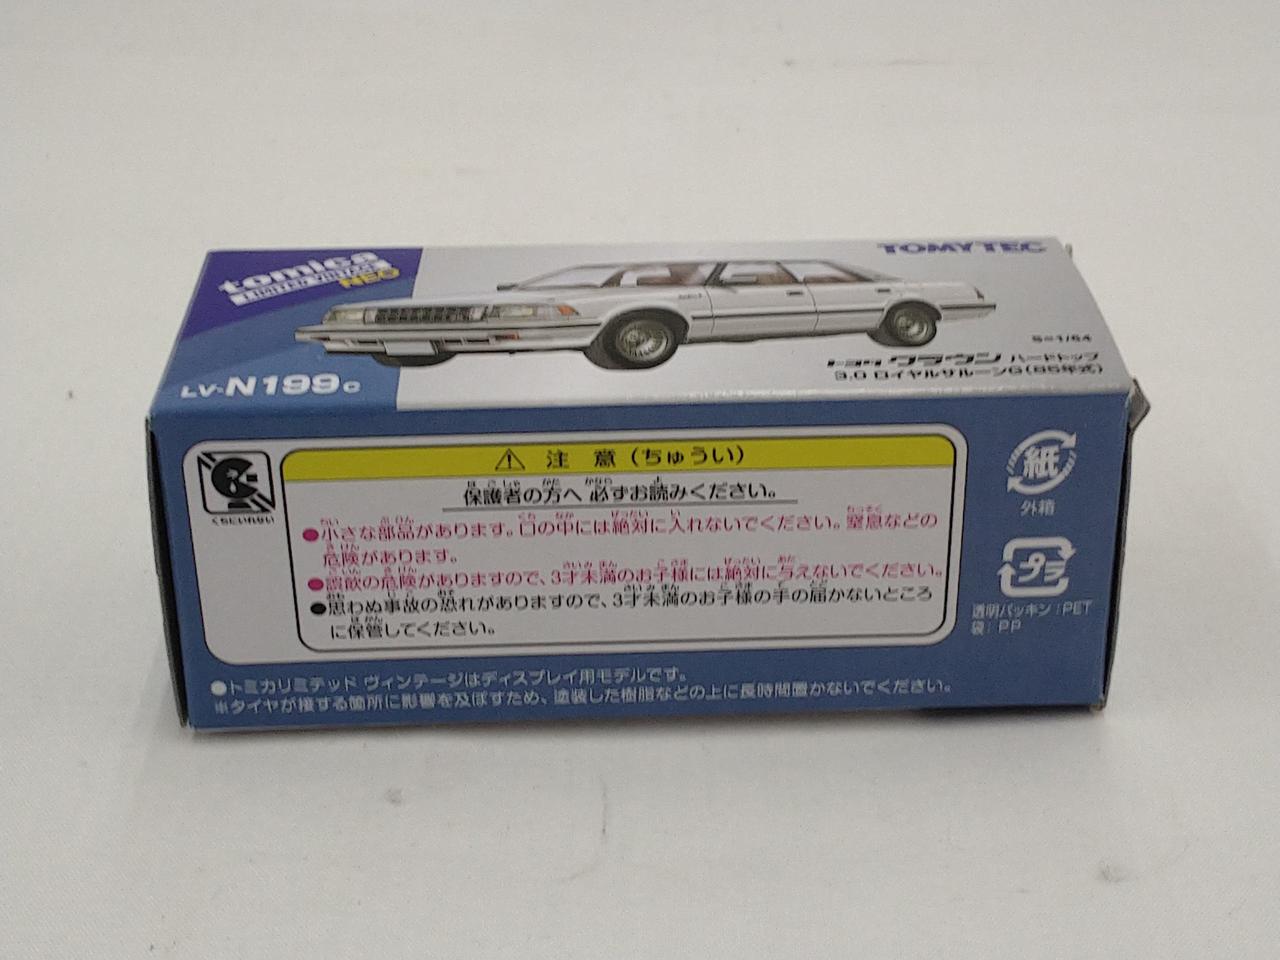 tomica
LIMITED VINTAGE
NEO
TOMYTEC
S=1/64
トヨタ クラウン ハードトップ
3.0 ロイヤルサルーンG(85年式)
LV-N199c
くちにいれない
注意(ちゅうい)
保護者の方へ 必ずお読みください。
●小さな部品があります。口の中には絶対に入れないでください。窒息などの
危険があります。
●誤飲の危険がありますので、3才未満のお子様には絶対に与えないでください。
●思わぬ事故の恐れがありますので、3才未満のお子様の手の届かないところ
に保管してください。
紙
外箱
プラ
透明パッキン:PET
袋:PP
●トミカリミテッド ヴィンテージはディスプレイ用モデルです。
※タイヤが接する箇所に影響を及ぼすため、塗装した樹脂などの上に長時間置かないでください。